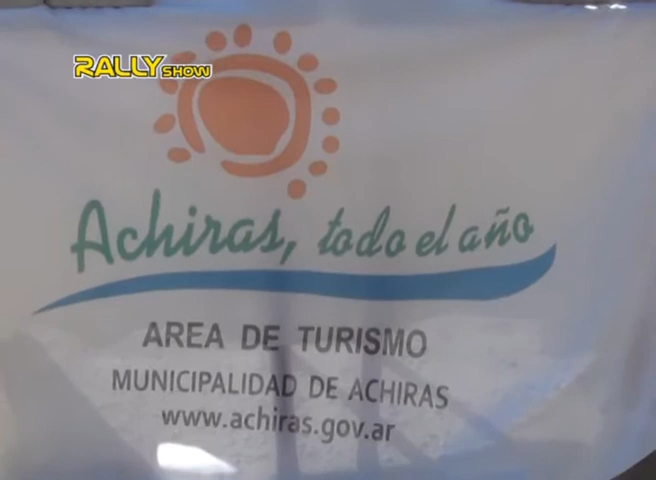 RALLY SHOW
Achiras, todo el año
AREA DE TURISMO
MUNICIPALIDAD DE ACHIRAS
www.achiras.gov.ar